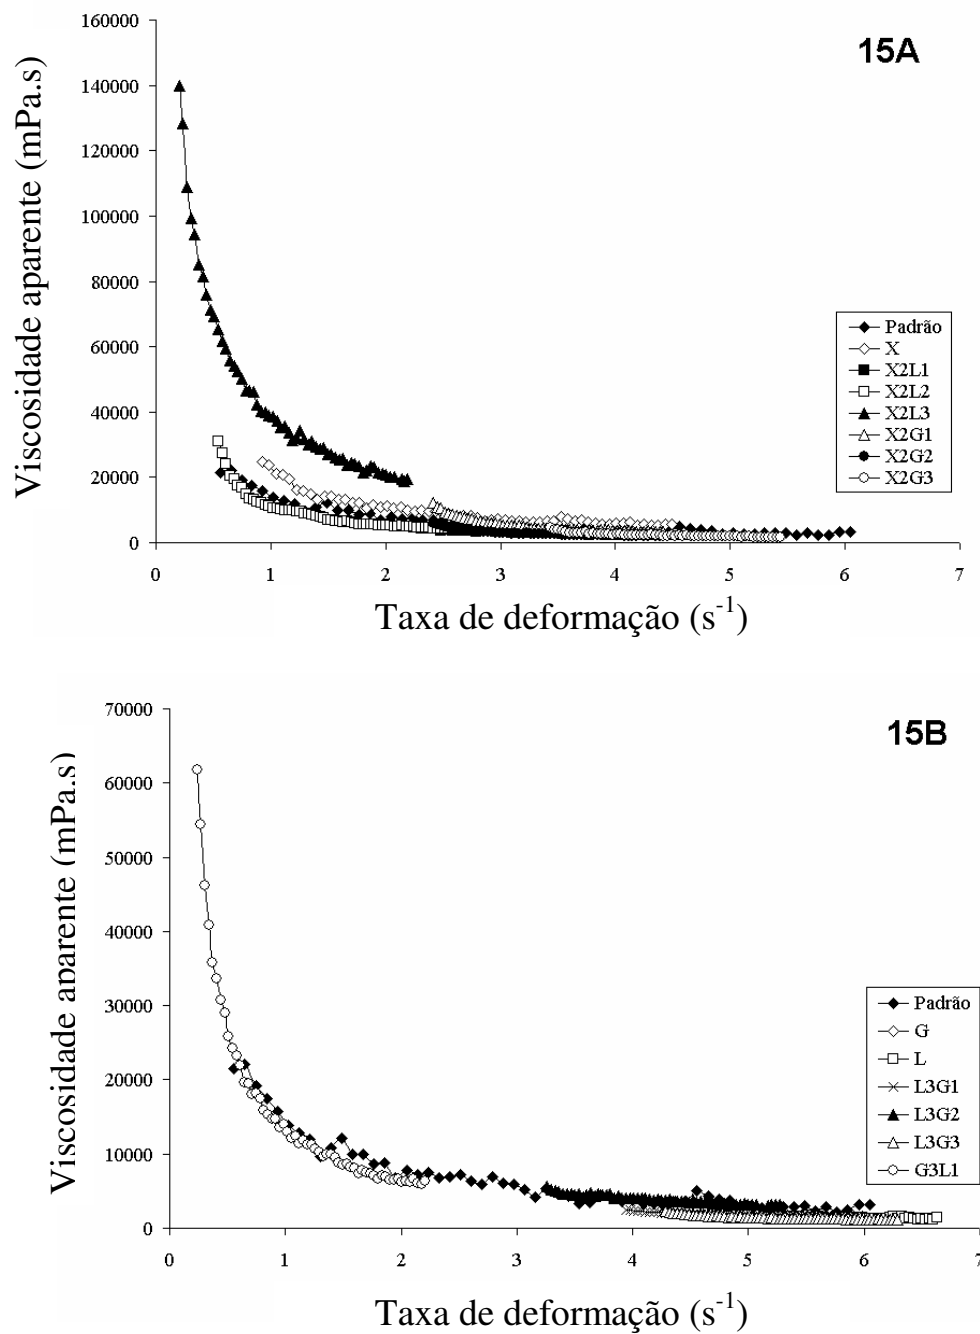 160000
15A
140000
120000
100000
80000
60000
40000
20000
0
Viscosidade aparente (mPa.s)
Padrão
X
X2L1
X2L2
X2L3
X2G1
X2G2
X2G3
0 1 2 3 4 5 6 7
Taxa de deformação (s-1)
70000
15B
60000
50000
40000
30000
20000
10000
0
Viscosidade aparente (mPa.s)
Padrão
G
L
L3G1
L3G2
L3G3
G3L1
0 1 2 3 4 5 6 7
Taxa de deformação (s-1)